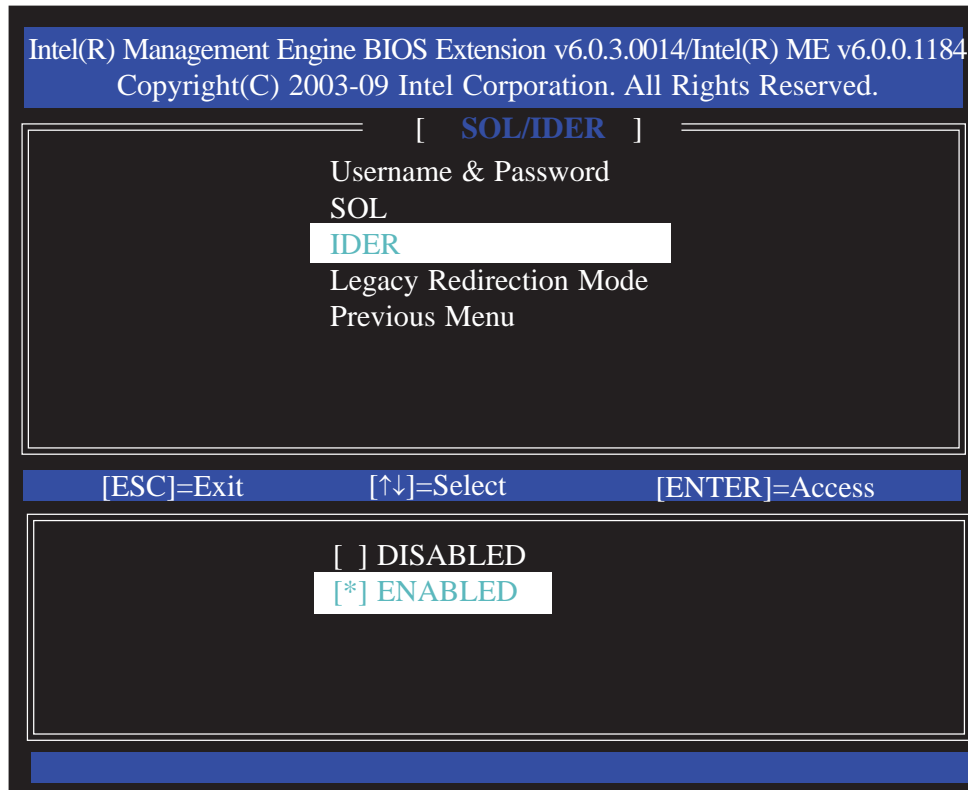 Intel(R) Management Engine BIOS Extension v6.0.3.0014/Intel(R) ME v6.0.0.1184
Copyright(C) 2003-09 Intel Corporation. All Rights Reserved.
[ SOL/IDER ]
Username & Password
SOL
IDER
Legacy Redirection Mode
Previous Menu
[ESC]=Exit [↑↓]=Select [ENTER]=Access
[ ] DISABLED
[*] ENABLED